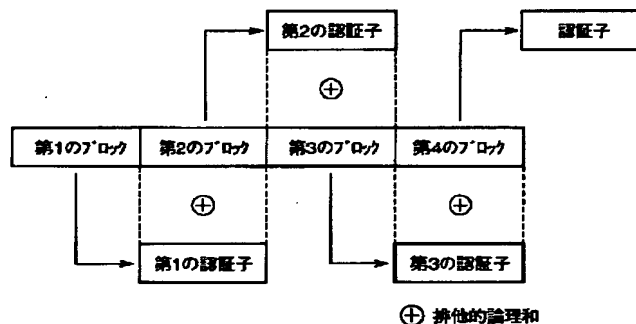 第2の認証子
認証子
⊕
第1のブロック
第2のブロック
第3のブロック
第4のブロック
⊕
⊕
第1の認証子
第3の認証子
⊕ 排他的論理和